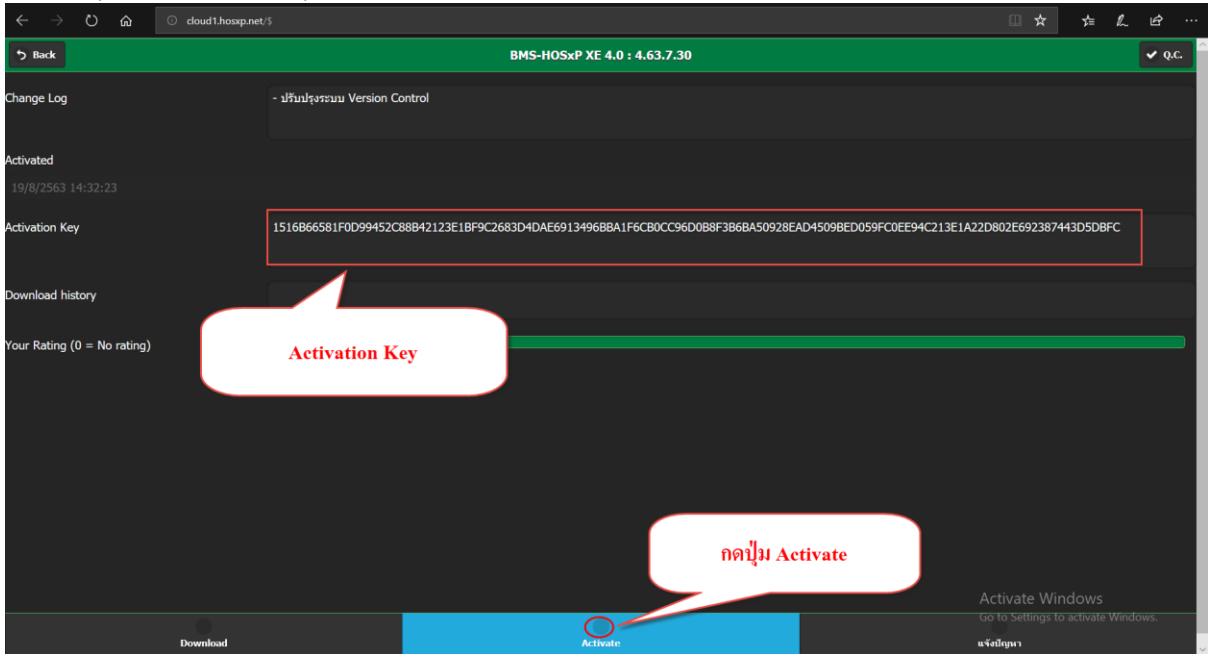 cloud1.hosxp.net/$
Back
BMS-HOSxP XE 4.0 : 4.63.7.30
Q.C.
Change Log
- ปรับปรุงระบบ Version Control
Activated
19/8/2563 14:32:23
Activation Key
1516B66581F0D99452C88B42123E1BF9C2683D4DAE6913496BBA1F6CB0CC96D0B8F3B6BA50928EAD4509BED059FC0EE94C213E1A22D802E692387443D5DBFC
Download history
Your Rating (0 = No rating)
Activation Key
กดปุ่ม Activate
Activate Windows
Go to Settings to activate Windows.
Download
Activate
แจ้งปัญหา